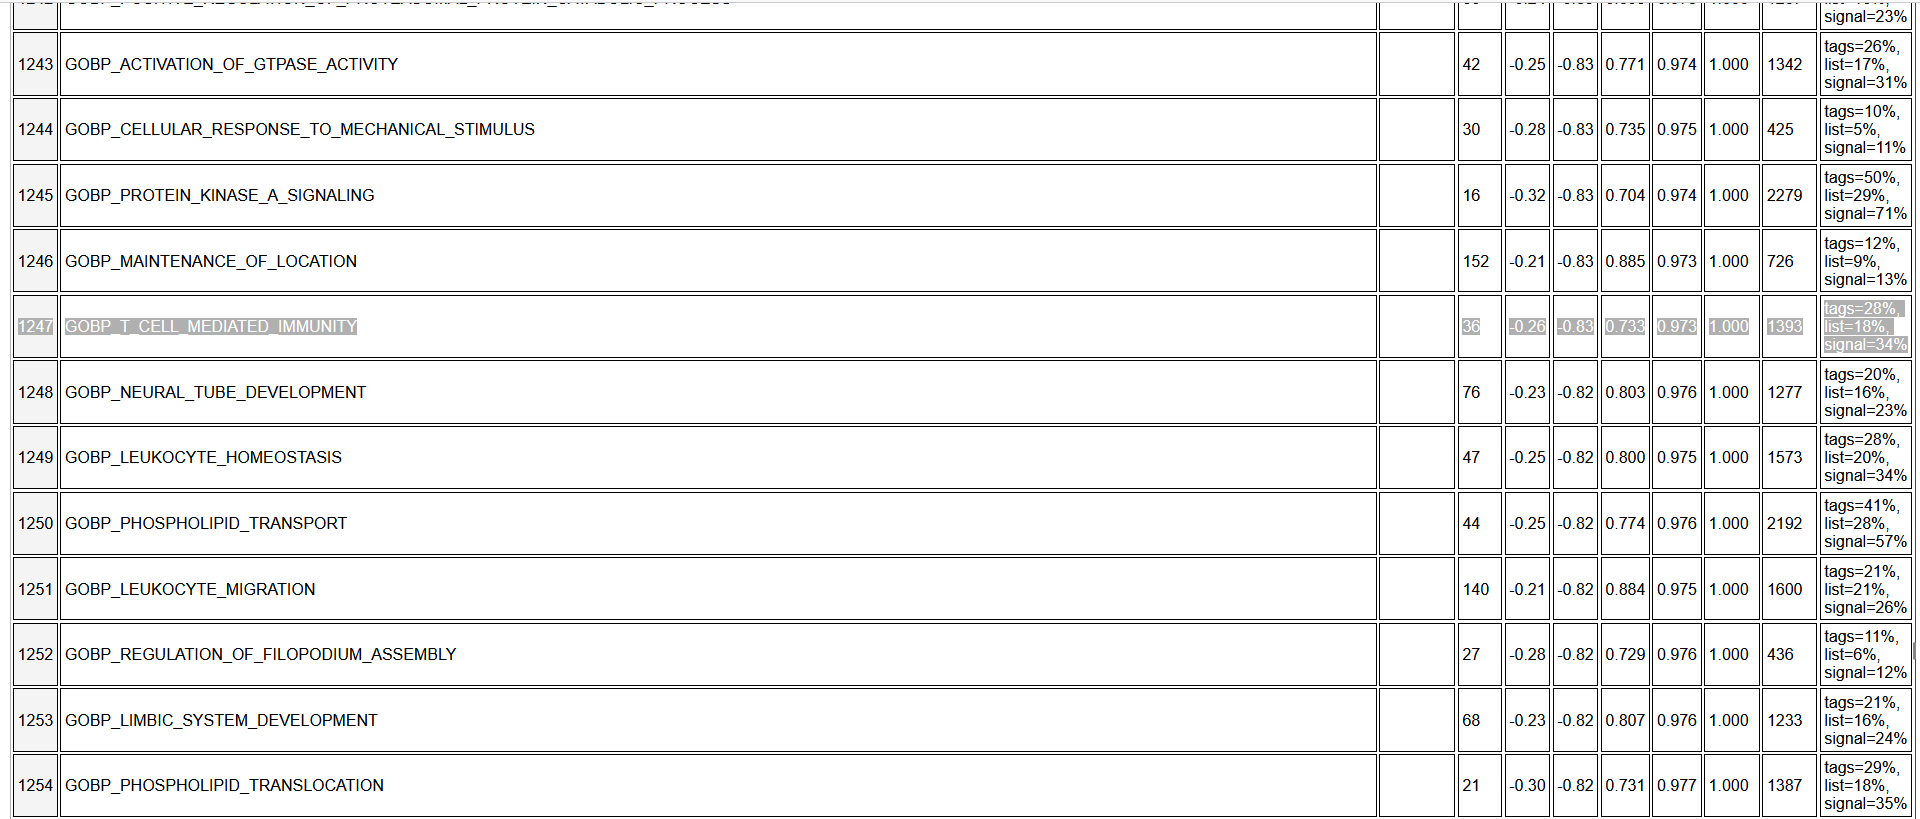 signal=23%
1243 GOBP_ACTIVATION_OF_GTPASE_ACTIVITY 42 -0.25 -0.83 0.771 0.974 1.000 1342 tags=26%,
list=17%,
signal=31%
1244 GOBP_CELLULAR_RESPONSE_TO_MECHANICAL_STIMULUS 30 -0.28 -0.83 0.735 0.975 1.000 425 tags=10%,
list=5%,
signal=11%
1245 GOBP_PROTEIN_KINASE_A_SIGNALING 16 -0.32 -0.83 0.704 0.974 1.000 2279 tags=50%,
list=29%,
signal=71%
1246 GOBP_MAINTENANCE_OF_LOCATION 152 -0.21 -0.83 0.885 0.973 1.000 726 tags=12%,
list=9%,
signal=13%
1247 GOBP_T_CELL_MEDIATED_IMMUNITY 36 -0.26 -0.83 0.733 0.973 1.000 1393 tags=28%,
list=18%,
signal=34%
1248 GOBP_NEURAL_TUBE_DEVELOPMENT 76 -0.23 -0.82 0.803 0.976 1.000 1277 tags=20%,
list=16%,
signal=23%
1249 GOBP_LEUKOCYTE_HOMEOSTASIS 47 -0.25 -0.82 0.800 0.975 1.000 1573 tags=28%,
list=20%,
signal=34%
1250 GOBP_PHOSPHOLIPID_TRANSPORT 44 -0.25 -0.82 0.774 0.976 1.000 2192 tags=41%,
list=28%,
signal=57%
1251 GOBP_LEUKOCYTE_MIGRATION 140 -0.21 -0.82 0.884 0.975 1.000 1600 tags=21%,
list=21%,
signal=26%
1252 GOBP_REGULATION_OF_FILOPODIUM_ASSEMBLY 27 -0.28 -0.82 0.729 0.976 1.000 436 tags=11%,
list=6%,
signal=12%
1253 GOBP_LIMBIC_SYSTEM_DEVELOPMENT 68 -0.23 -0.82 0.807 0.976 1.000 1233 tags=21%,
list=16%,
signal=24%
1254 GOBP_PHOSPHOLIPID_TRANSLOCATION 21 -0.30 -0.82 0.731 0.977 1.000 1387 tags=29%,
list=18%,
signal=35%